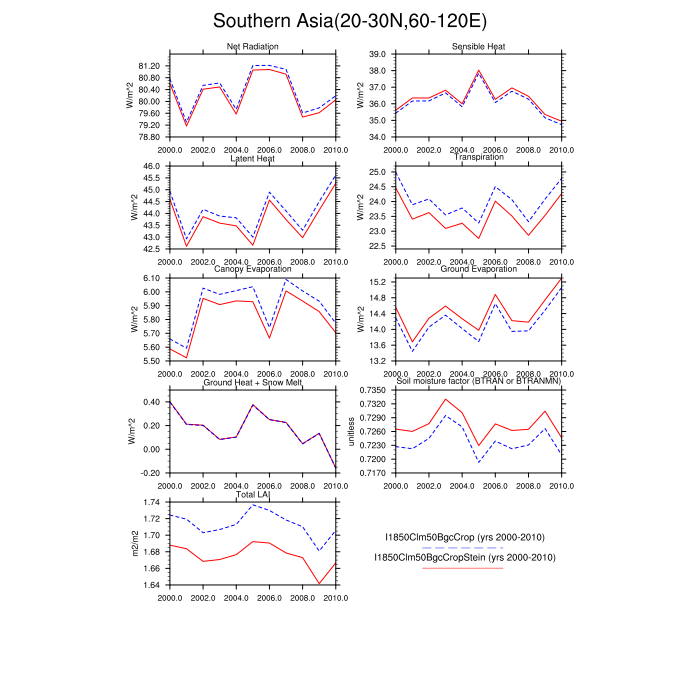 Southern Asia(20-30N,60-120E)
Net Radiation
Sensible Heat
81.20
80.80
80.40
80.00
79.60
79.20
78.80
W/m^2
2000.0 2002.0 2004.0 2006.0 2008.0 2010.0
39.0
38.0
37.0
36.0
35.0
34.0
W/m^2
2000.0 2002.0 2004.0 2006.0 2008.0 2010.0
Latent Heat
Transpiration
46.0
45.5
45.0
44.5
44.0
43.5
43.0
42.5
W/m^2
2000.0 2002.0 2004.0 2006.0 2008.0 2010.0
25.0
24.5
24.0
23.5
23.0
22.5
W/m^2
2000.0 2002.0 2004.0 2006.0 2008.0 2010.0
Canopy Evaporation
Ground Evaporation
6.10
6.00
5.90
5.80
5.70
5.60
5.50
W/m^2
2000.0 2002.0 2004.0 2006.0 2008.0 2010.0
15.2
14.8
14.4
14.0
13.6
13.2
W/m^2
2000.0 2002.0 2004.0 2006.0 2008.0 2010.0
Ground Heat + Snow Melt
Soil moisture factor (BTRAN or BTRANMN)
0.40
0.20
0.00
-0.20
W/m^2
2000.0 2002.0 2004.0 2006.0 2008.0 2010.0
0.7350
0.7320
0.7290
0.7260
0.7230
0.7200
0.7170
unitless
2000.0 2002.0 2004.0 2006.0 2008.0 2010.0
Total LAI
1.74
1.72
1.70
1.68
1.66
1.64
m2/m2
2000.0 2002.0 2004.0 2006.0 2008.0 2010.0
I1850Clm50BgcCrop (yrs 2000-2010)
I1850Clm50BgcCropStein (yrs 2000-2010)